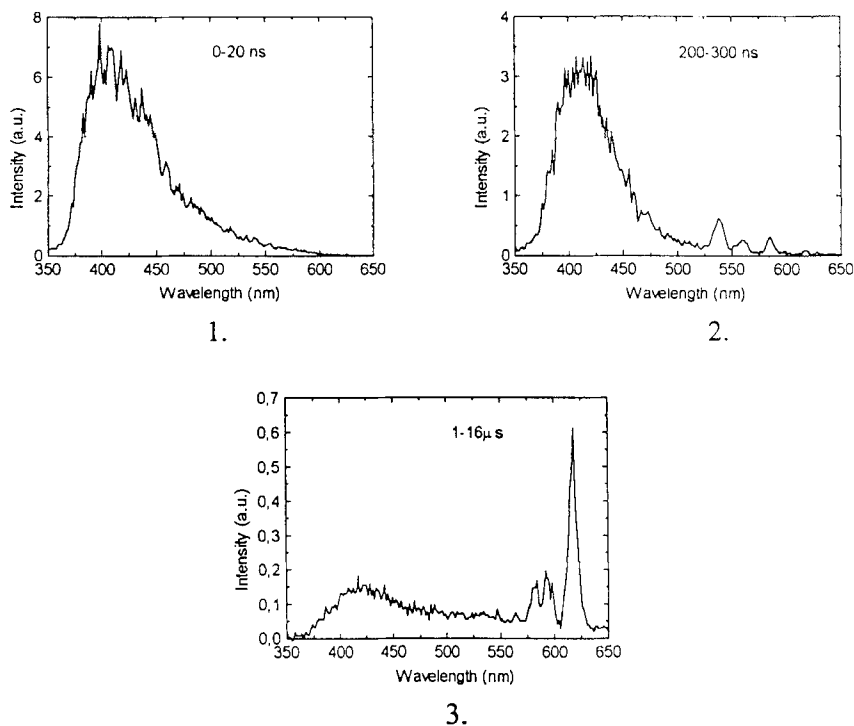 8
6
4
2
0
Intensity (a.u.)
0-20 ns
350 400 450 500 550 600 650
Wavelength (nm)
1.
4
3
2
1
0
Intensity (a.u.)
200-300 ns
350 400 450 500 550 600 650
Wavelength (nm)
2.
0,7
0,6
0,5
0,4
0,3
0,2
0,1
0,0
Intensity (a.u.)
1-16μs
350 400 450 500 550 600 650
Wavelength (nm)
3.